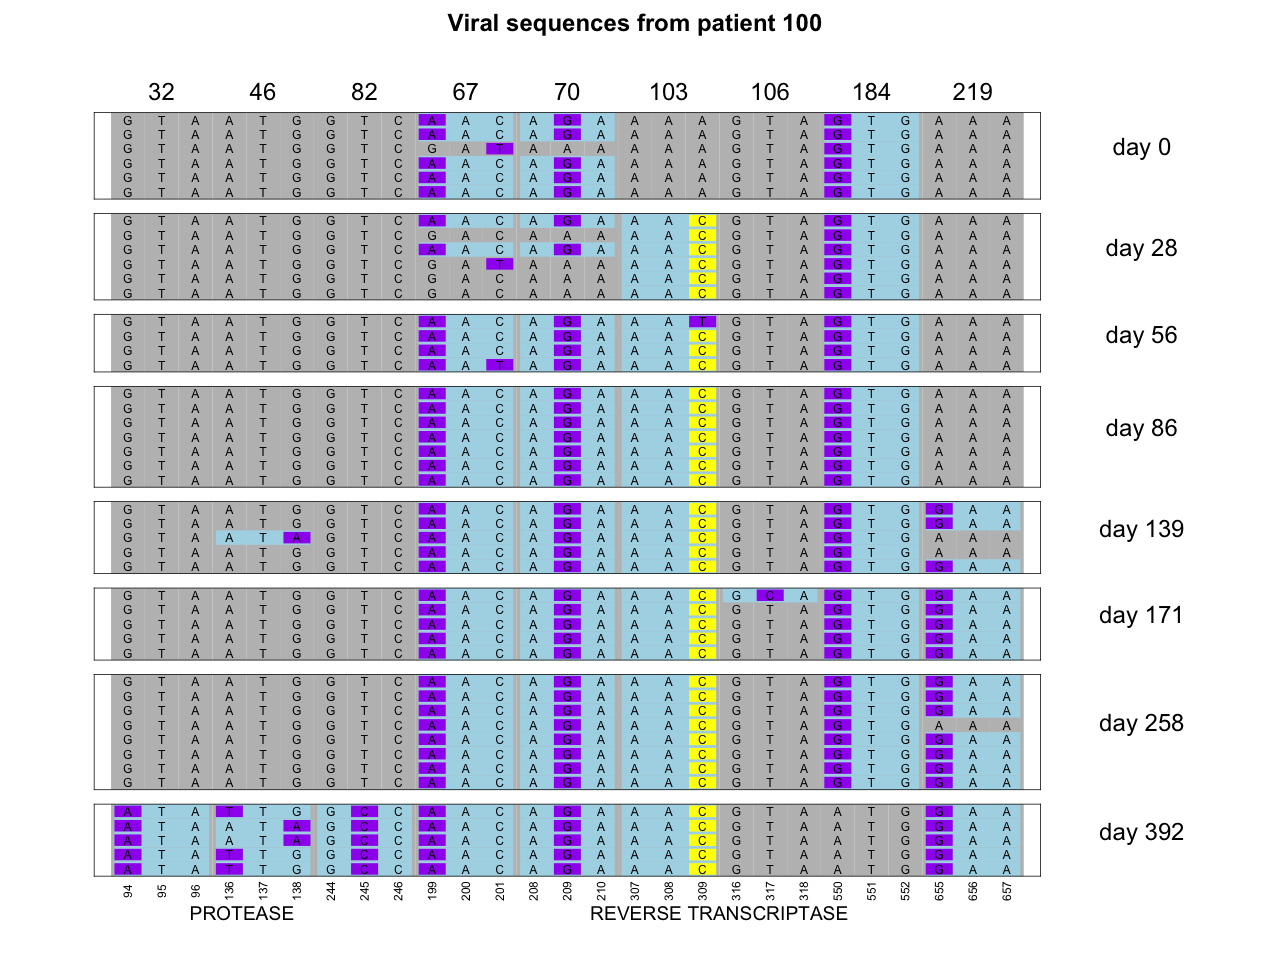 Viral sequences from patient 100
32 46 82 67 70 103 106 184 219
G T A A T G G T C A A C A G A A A A G T A G T G A A A
G T A A T G G T C A A C A G A A A A G T A G T G A A A
G T A A T G G T C G A T A A A A A A G T A G T G A A A
G T A A T G G T C A A C A G A A A A G T A G T G A A A
G T A A T G G T C A A C A G A A A A G T A G T G A A A
G T A A T G G T C A A C A G A A A A G T A G T G A A A
day 0
G T A A T G G T C A A C A G A A A C G T A G T G A A A
G T A A T G G T C G A C A A A A A C G T A G T G A A A
G T A A T G G T C A A C A G A A A C G T A G T G A A A
G T A A T G G T C G A T A A A A A C G T A G T G A A A
G T A A T G G T C G A C A A A A A C G T A G T G A A A
G T A A T G G T C G A C A A A A A C G T A G T G A A A
day 28
G T A A T G G T C A A C A G A A A T G T A G T G A A A
G T A A T G G T C A A C A G A A A C G T A G T G A A A
G T A A T G G T C A A C A G A A A C G T A G T G A A A
G T A A T G G T C A A T A G A A A C G T A G T G A A A
day 56
G T A A T G G T C A A C A G A A A C G T A G T G A A A
G T A A T G G T C A A C A G A A A C G T A G T G A A A
G T A A T G G T C A A C A G A A A C G T A G T G A A A
G T A A T G G T C A A C A G A A A C G T A G T G A A A
G T A A T G G T C A A C A G A A A C G T A G T G A A A
G T A A T G G T C A A C A G A A A C G T A G T G A A A
G T A A T G G T C A A C A G A A A C G T A G T G A A A
day 86
G T A A T G G T C A A C A G A A A C G T A G T G G A A
G T A A T G G T C A A C A G A A A C G T A G T G G A A
G T A A T A G T C A A C A G A A A C G T A G T G A A A
G T A A T G G T C A A C A G A A A C G T A G T G A A A
G T A A T G G T C A A C A G A A A C G T A G T G G A A
day 139
G T A A T G G T C A A C A G A A A C G C A G T G G A A
G T A A T G G T C A A C A G A A A C G T A G T G G A A
G T A A T G G T C A A C A G A A A C G T A G T G G A A
G T A A T G G T C A A C A G A A A C G T A G T G G A A
G T A A T G G T C A A C A G A A A C G T A G T G G A A
day 171
G T A A T G G T C A A C A G A A A C G T A G T G G A A
G T A A T G G T C A A C A G A A A C G T A G T G G A A
G T A A T G G T C A A C A G A A A C G T A G T G G A A
G T A A T G G T C A A C A G A A A C G T A G T G A A A
G T A A T G G T C A A C A G A A A C G T A G T G G A A
G T A A T G G T C A A C A G A A A C G T A G T G G A A
G T A A T G G T C A A C A G A A A C G T A G T G G A A
G T A A T G G T C A A C A G A A A C G T A G T G G A A
day 258
A T A T T G G C C A A C A G A A A C G T A A T G G A A
A T A A T A G C C A A C A G A A A C G T A A T G G A A
A T A A T A G C C A A C A G A A A C G T A A T G G A A
A T A T T G G C C A A C A G A A A C G T A A T G G A A
A T A T T G G C C A A C A G A A A C G T A A T G G A A
day 392
94 95 96 136 137 138 244 245 246 199 200 201 208 209 210 307 308 309 316 317 318 550 551 552 655 656 657
PROTEASE REVERSE TRANSCRIPTASE